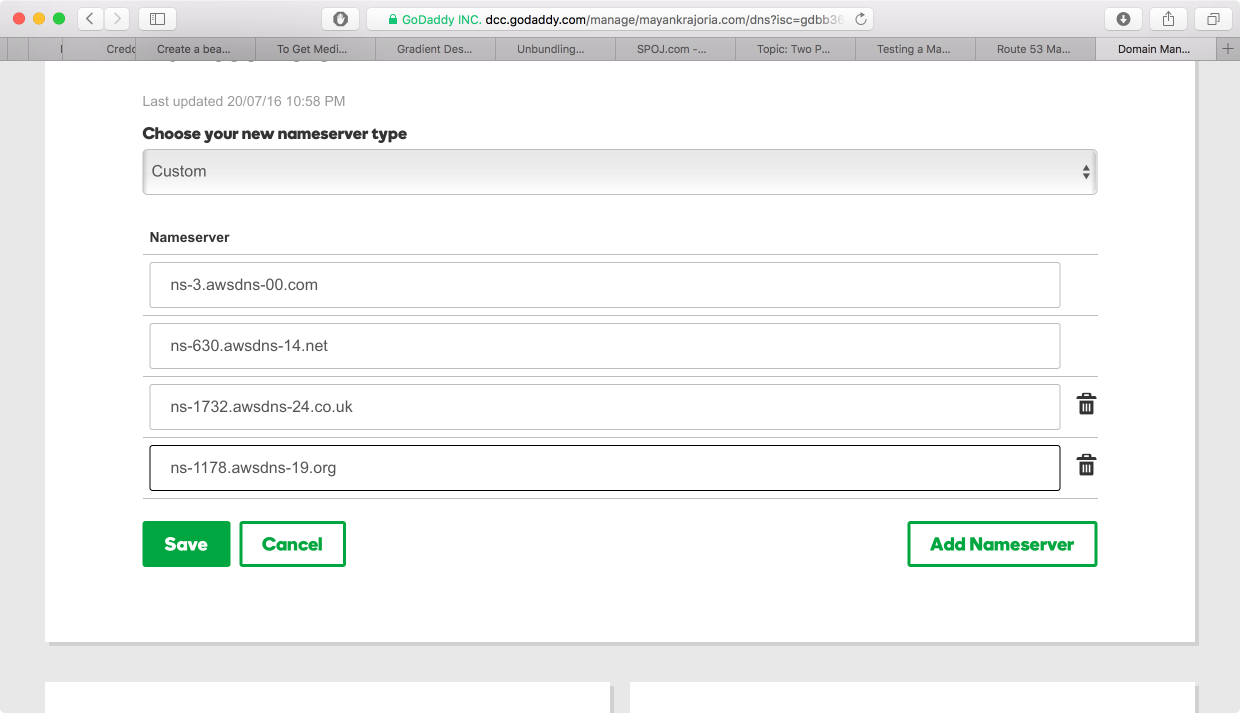 GoDaddy INC. dcc.godaddy.com/manage/mayankrajoria.com/dns?isc=gdbb36
Create a bea... To Get Medi... Gradient Des... Unbundling... SPOJ.com -... Topic: Two P... Testing a Ma... Route 53 Ma... Domain Man...
Last updated 20/07/16 10:58 PM
Choose your new nameserver type
Custom
Nameserver
ns-3.awsdns-00.com
ns-630.awsdns-14.net
ns-1732.awsdns-24.co.uk
ns-1178.awsdns-19.org
Save Cancel Add Nameserver